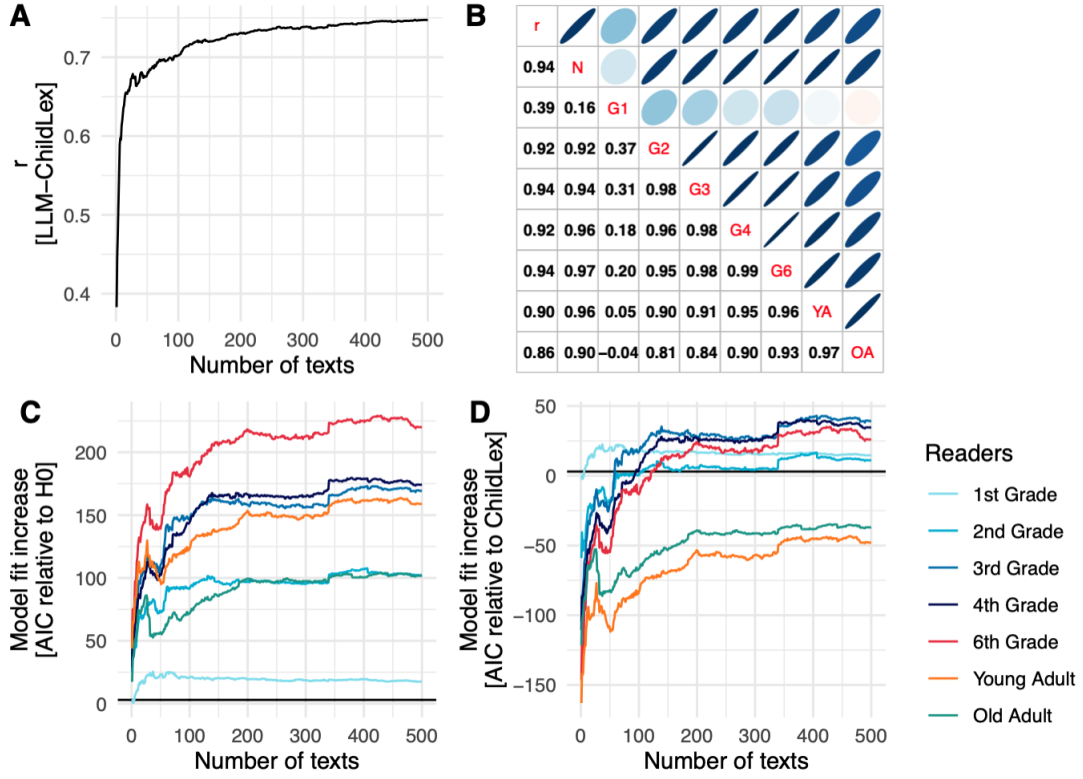 A
r
[LLM−ChildLex]
0.7
0.6
0.5
0.4
0 100 200 300 400 500
Number of texts
B
r
0.94 N
0.39 0.16 G1
0.92 0.92 0.37 G2
0.94 0.94 0.31 0.98 G3
0.92 0.96 0.18 0.96 0.98 G4
0.94 0.97 0.20 0.95 0.98 0.99 G6
0.90 0.96 0.05 0.90 0.91 0.95 0.96 YA
0.86 0.90 −0.04 0.81 0.84 0.90 0.93 0.97 OA
C
Model fit increase
[AIC relative to H0]
200
150
100
50
0
0 100 200 300 400 500
Number of texts
D
Model fit increase
[AIC relative to ChildLex]
50
0
−50
−100
−150
0 100 200 300 400 500
Number of texts
Readers
1st Grade
2nd Grade
3rd Grade
4th Grade
6th Grade
Young Adult
Old Adult